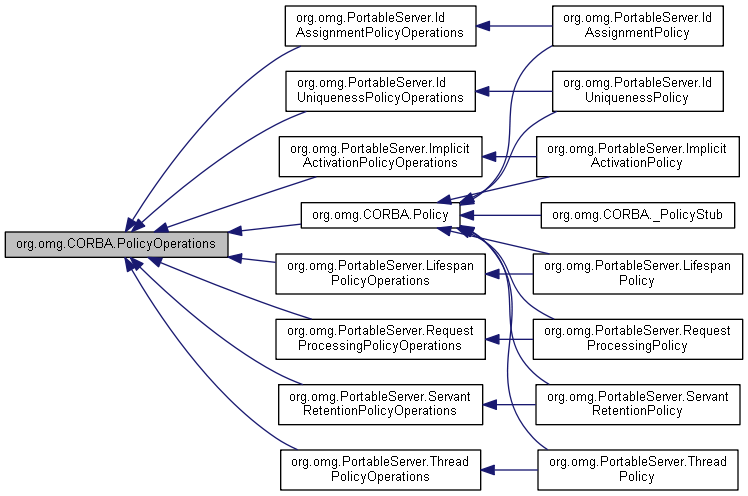 org.omg.PortableServer.Id
AssignmentPolicyOperations
org.omg.PortableServer.Id
AssignmentPolicy
org.omg.PortableServer.Id
UniquenessPolicyOperations
org.omg.PortableServer.Id
UniquenessPolicy
org.omg.PortableServer.Implicit
ActivationPolicyOperations
org.omg.PortableServer.Implicit
ActivationPolicy
org.omg.CORBA.Policy
org.omg.CORBA._PolicyStub
org.omg.CORBA.PolicyOperations
org.omg.PortableServer.Lifespan
PolicyOperations
org.omg.PortableServer.Lifespan
Policy
org.omg.PortableServer.Request
ProcessingPolicyOperations
org.omg.PortableServer.Request
ProcessingPolicy
org.omg.PortableServer.Servant
RetentionPolicyOperations
org.omg.PortableServer.Servant
RetentionPolicy
org.omg.PortableServer.Thread
PolicyOperations
org.omg.PortableServer.Thread
Policy